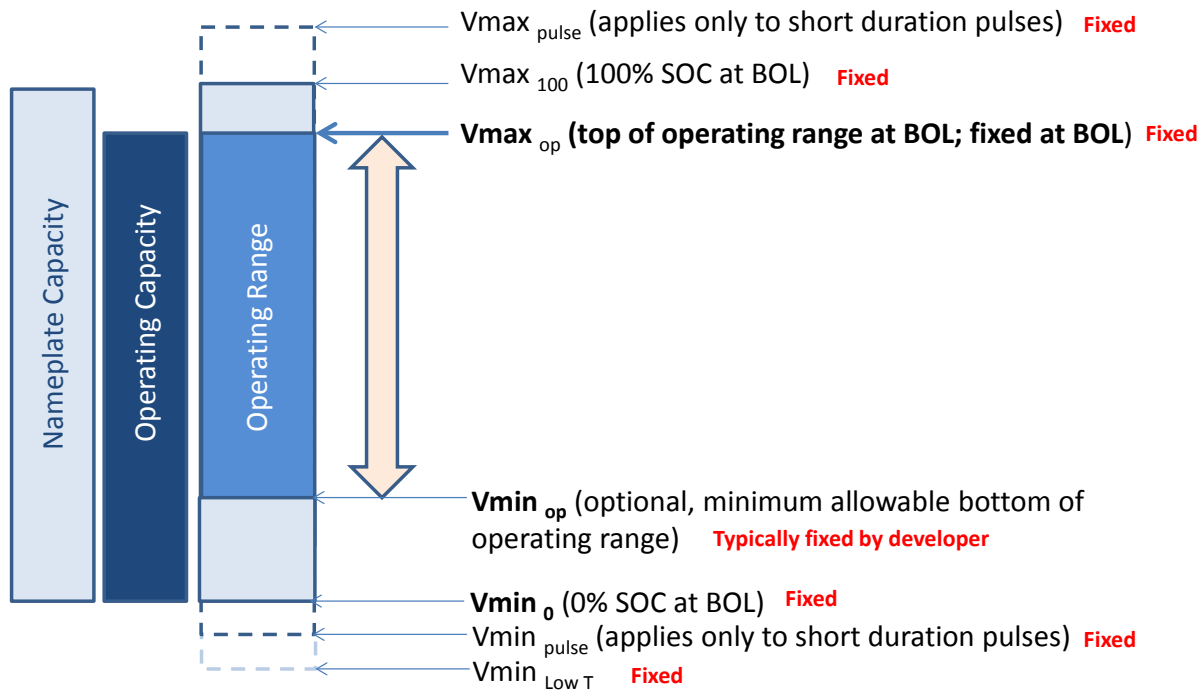 Vmax pulse (applies only to short duration pulses) Fixed
Vmax 100 (100% SOC at BOL) Fixed
Vmax op (top of operating range at BOL; fixed at BOL) Fixed
Nameplate Capacity
Operating Capacity
Operating Range
Vmin op (optional, minimum allowable bottom of
operating range) Typically fixed by developer
Vmin 0 (0% SOC at BOL) Fixed
Vmin pulse (applies only to short duration pulses) Fixed
Vmin Low T Fixed